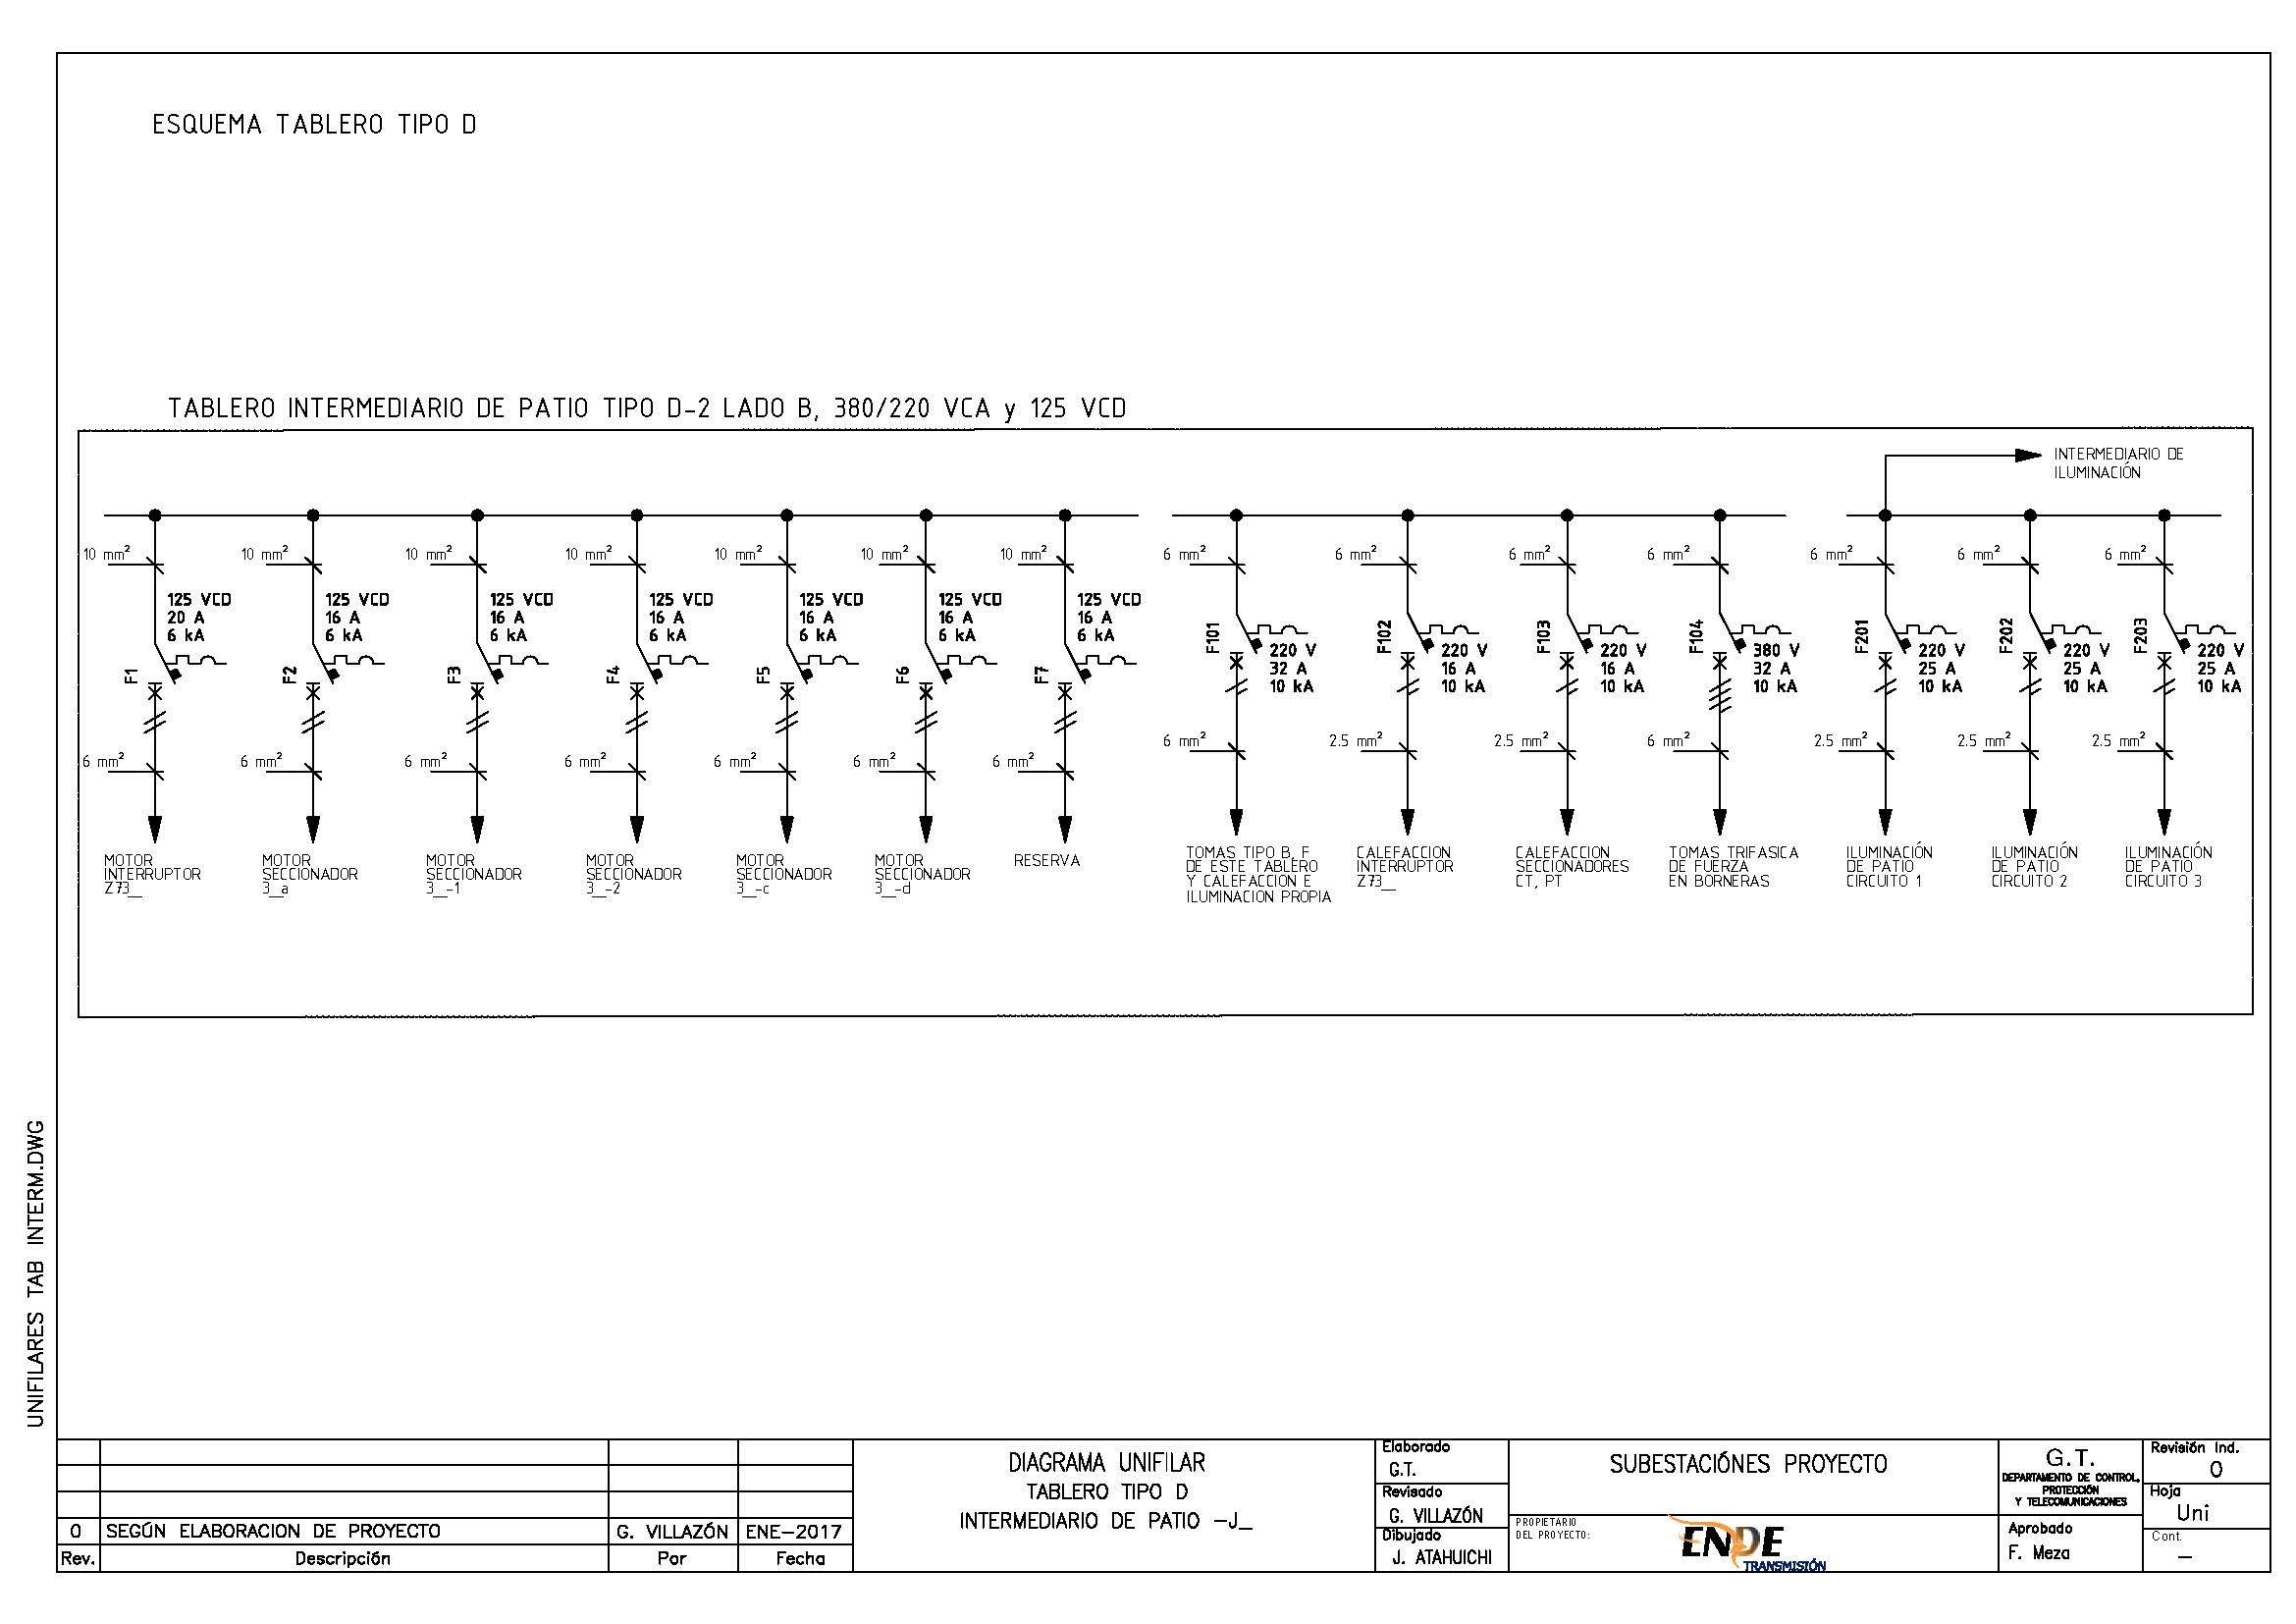 ESQUEMA TABLERO TIPO D
TABLERO INTERMEDIARIO DE PATIO TIPO D-2 LADO B, 380/220 VCA y 125 VCD
INTERMEDIARIO DE
ILUMINACIÓN
10 mm²
125 VCD
20 A
6 kA
F1
6 mm²
MOTOR
INTERRUPTOR
Z73__
10 mm²
125 VCD
16 A
6 kA
F2
6 mm²
MOTOR
SECCIONADOR
3__a
10 mm²
125 VCD
16 A
6 kA
F3
6 mm²
MOTOR
SECCIONADOR
3__-1
10 mm²
125 VCD
16 A
6 kA
F4
6 mm²
MOTOR
SECCIONADOR
3__-2
10 mm²
125 VCD
16 A
6 kA
F5
6 mm²
MOTOR
SECCIONADOR
3__-c
10 mm²
125 VCD
16 A
6 kA
F6
6 mm²
MOTOR
SECCIONADOR
3__-d
10 mm²
125 VCD
16 A
6 kA
F7
6 mm²
RESERVA
6 mm²
F101
220 V
32 A
10 kA
6 mm²
TOMAS TIPO B, F
DE ESTE TABLERO
Y CALEFACCION E
ILUMINACION PROPIA
6 mm²
F102
220 V
16 A
10 kA
2.5 mm²
CALEFACCION
INTERRUPTOR
Z73__
6 mm²
F103
220 V
16 A
10 kA
2.5 mm²
CALEFACCION
SECCIONADORES
CT, PT
6 mm²
F104
380 V
32 A
10 kA
6 mm²
TOMAS TRIFASICA
DE FUERZA
EN BORNERAS
6 mm²
F201
220 V
25 A
10 kA
2.5 mm²
ILUMINACIÓN
DE PATIO
CIRCUITO 1
6 mm²
F202
220 V
25 A
10 kA
2.5 mm²
ILUMINACIÓN
DE PATIO
CIRCUITO 2
6 mm²
F203
220 V
25 A
10 kA
2.5 mm²
ILUMINACIÓN
DE PATIO
CIRCUITO 3
UNIFILARES TAB INTERM.DWG
0 SEGÚN ELABORACION DE PROYECTO G. VILLAZÓN ENE-2017
Rev. Descripción Por Fecha
DIAGRAMA UNIFILAR
TABLERO TIPO D
INTERMEDIARIO DE PATIO -J_
Elaborado
G.T.
Revisado
G. VILLAZÓN
Dibujado
J. ATAHUICHI
SUBESTACIÓNES PROYECTO
PROPIETARIO
DEL PROYECTO:
ENDE
TRANSMISIÓN
G.T.
DEPARTAMENTO DE CONTROL,
PROTECCIÓN
Y TELECOMUNICACIONES
Aprobado
F. Meza
Revisión Ind.
0
Hoja
Uni
Cont.
–